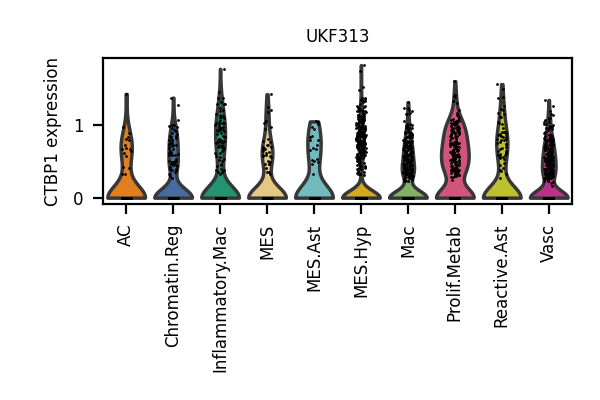 UKF313
CTBP1 expression
1
0
AC
Chromatin.Reg
Inflammatory.Mac
MES
MES.Ast
MES.Hyp
Mac
Prolif.Metab
Reactive.Ast
Vasc